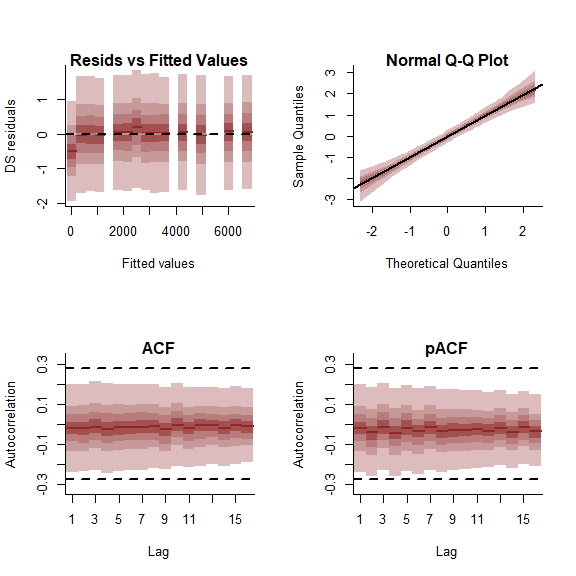 Resids vs Fitted Values
DS residuals
1
0
-1
-2
0 2000 4000 6000
Fitted values
Normal Q-Q Plot
Sample Quantiles
3
2
1
0
-1
-3
-2 -1 0 1 2
Theoretical Quantiles
ACF
Autocorrelation
0.3
0.1
-0.1
-0.3
1 3 5 7 9 11 15
Lag
pACF
Autocorrelation
0.3
0.1
-0.1
-0.3
1 3 5 7 9 11 15
Lag